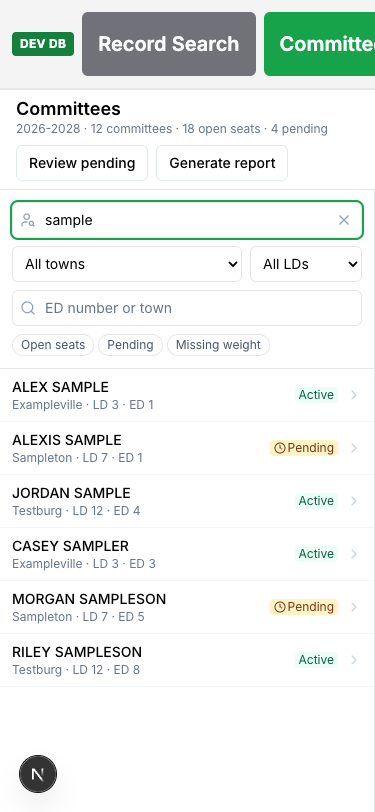 DEV DB
Record Search
Committe
Committees
2026-2028 · 12 committees · 18 open seats · 4 pending
Review pending
Generate report
sample
All towns
All LDs
ED number or town
Open seats
Pending
Missing weight
ALEX SAMPLE
Active
Exampleville · LD 3 · ED 1
ALEXIS SAMPLE
Pending
Sampleton · LD 7 · ED 1
JORDAN SAMPLE
Active
Testburg · LD 12 · ED 4
CASEY SAMPLER
Active
Exampleville · LD 3 · ED 3
MORGAN SAMPLESON
Pending
Sampleton · LD 7 · ED 5
RILEY SAMPLESON
Active
Testburg · LD 12 · ED 8
N